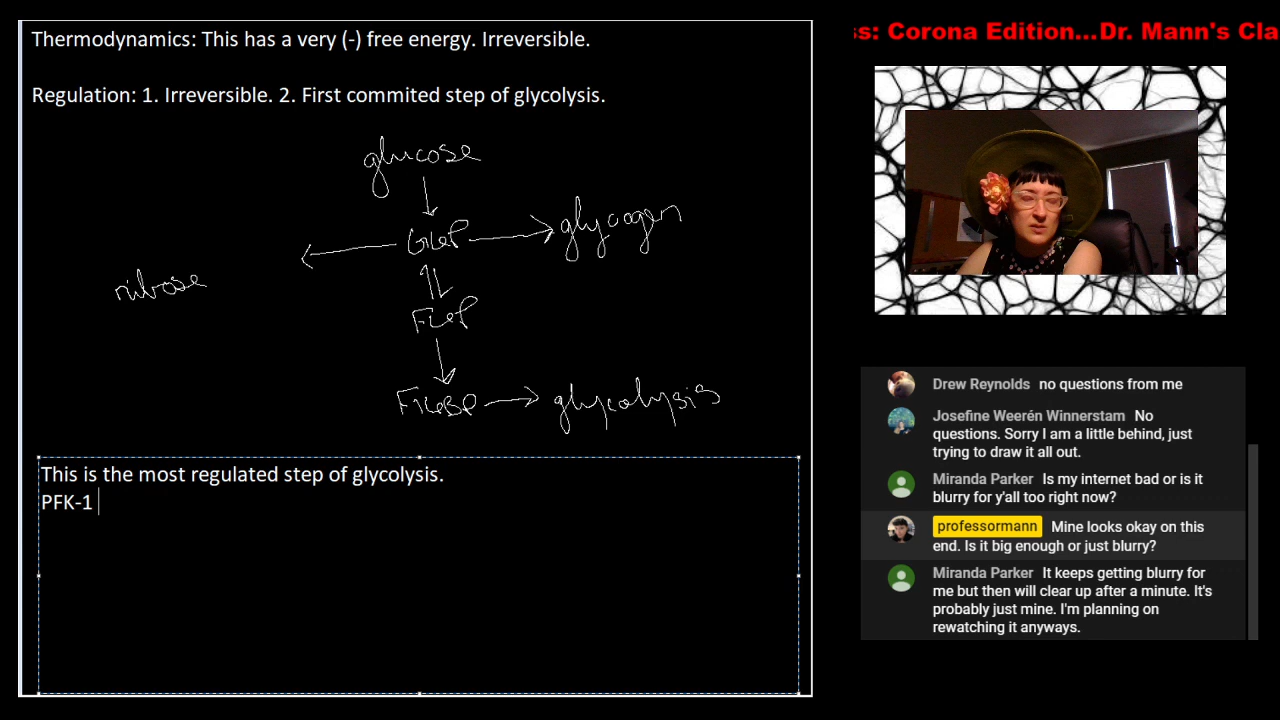 Thermodynamics: This has a very (-) free energy. Irreversible.
Regulation: 1. Irreversible. 2. First commited step of glycolysis.
glucose
G6P
glycogen
ribose
F6P
F16BP
glycolysis
This is the most regulated step of glycolysis.
PFK-1
ss: Corona Edition...Dr. Mann's Cla
Drew Reynolds no questions from me
Josefine Weerén Winnerstam No
questions. Sorry I am a little behind, just
trying to draw it all out.
Miranda Parker Is my internet bad or is it
blurry for y'all too right now?
professormann Mine looks okay on this
end. Is it big enough or just blurry?
Miranda Parker It keeps getting blurry for
me but then will clear up after a minute. It's
probably just mine. I'm planning on
rewatching it anyways.